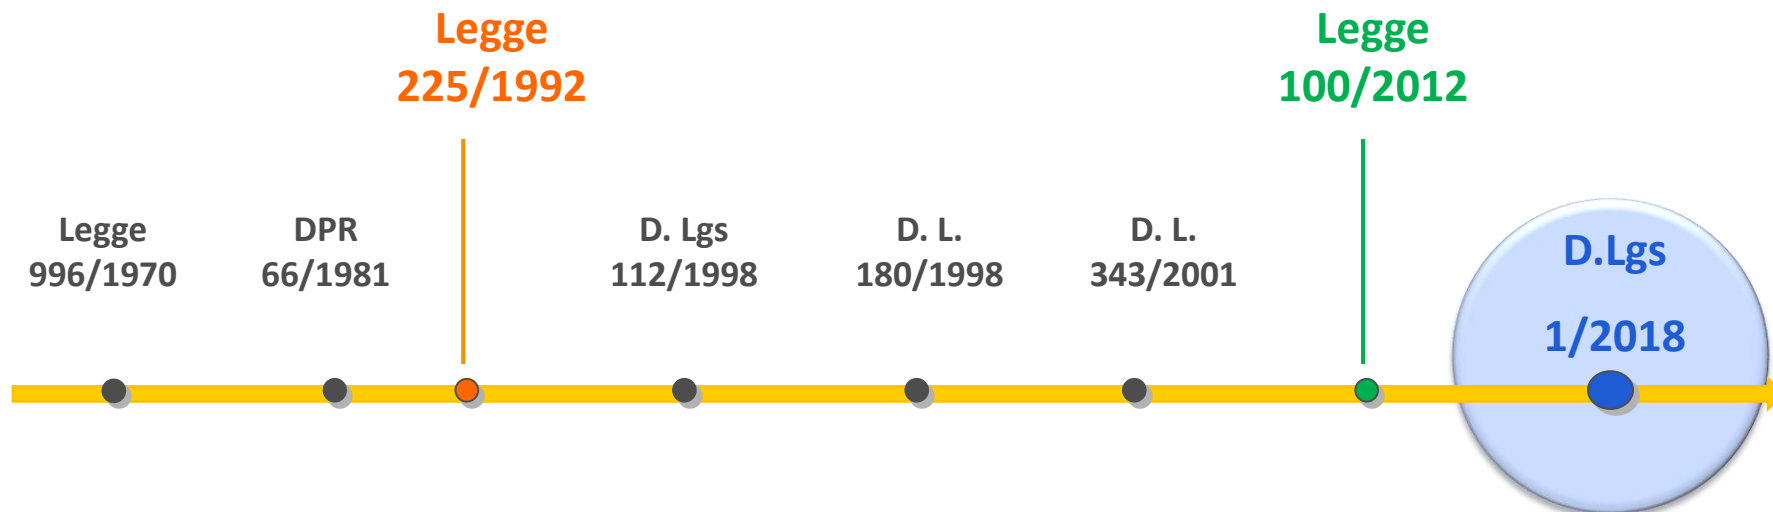 Legge
225/1992
Legge
100/2012
Legge
996/1970
DPR
66/1981
D. Lgs
112/1998
D. L.
180/1998
D. L.
343/2001
D.Lgs
1/2018